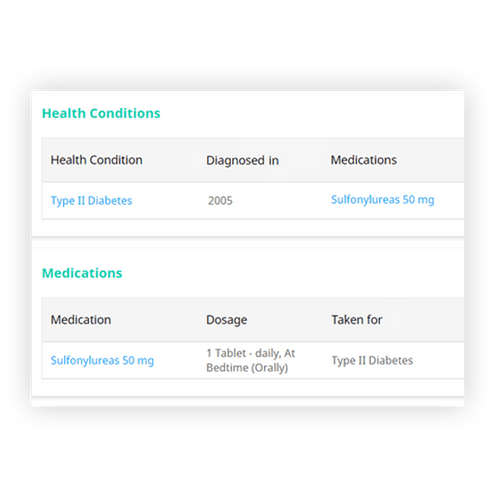 Health Conditions
Health Condition Diagnosed in Medications
Type II Diabetes 2005 Sulfonylureas 50 mg
Medications
Medication Dosage Taken for
Sulfonylureas 50 mg 1 Tablet - daily, At Bedtime (Orally) Type II Diabetes